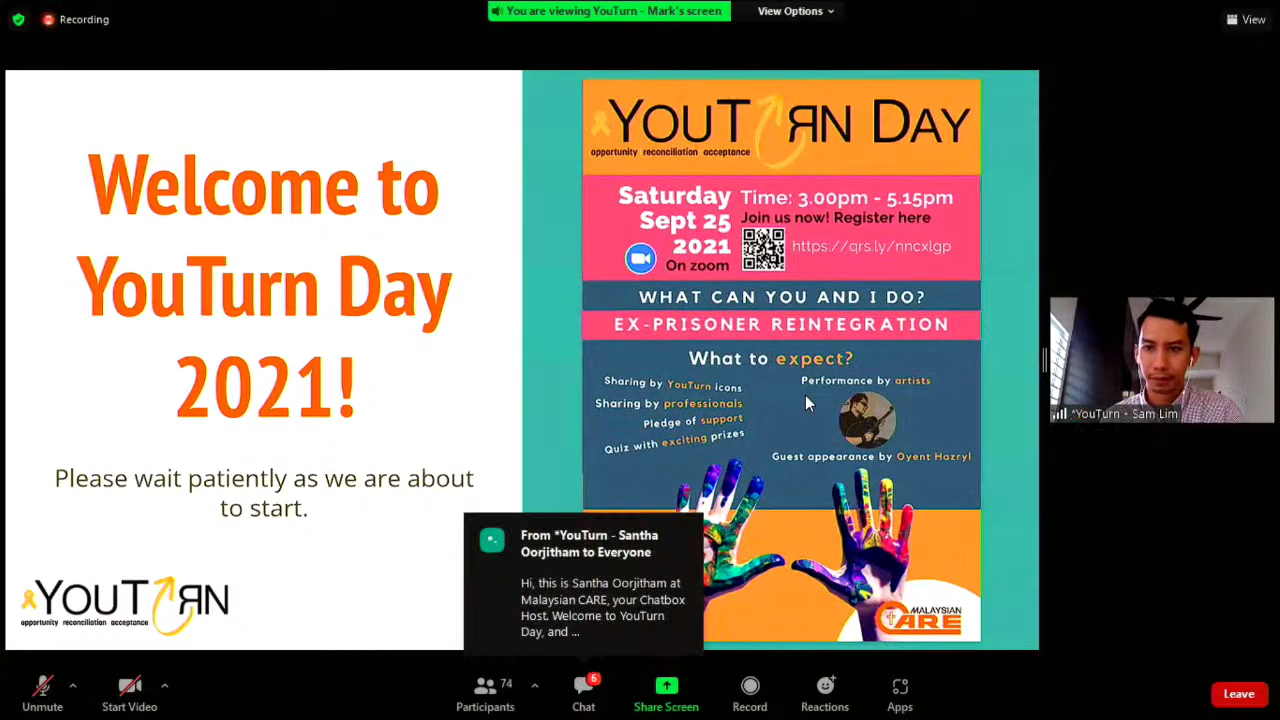 Recording
You are viewing YouTurn - Mark's screen
View Options
View
Welcome to
YouTurn Day
2021!
Please wait patiently as we are about
to start.
YOUTURN
opportunity reconciliation acceptance
YOUTURN DAY
opportunity reconciliation acceptance
Saturday
Sept 25
2021
On zoom
Time: 3.00pm - 5.15pm
Join us now! Register here
https://qrs.ly/nncxlgp
WHAT CAN YOU AND I DO?
EX-PRISONER REINTEGRATION
What to expect?
Sharing by YouTurn icons
Sharing by professionals
Pledge of support
Quiz with exciting prizes
Performance by artists
Guest appearance by Oyent Hazryl
MALAYSIAN
CARE
*YouTurn - Sam Lim
From *YouTurn - Santha
Oorjitham to Everyone
Hi, this is Santha Oorjitham at
Malaysian CARE, your Chatbox
Host. Welcome to YouTurn
Day, and ...
Unmute
Start Video
74
Participants
6
Chat
Share Screen
Record
Reactions
Apps
Leave